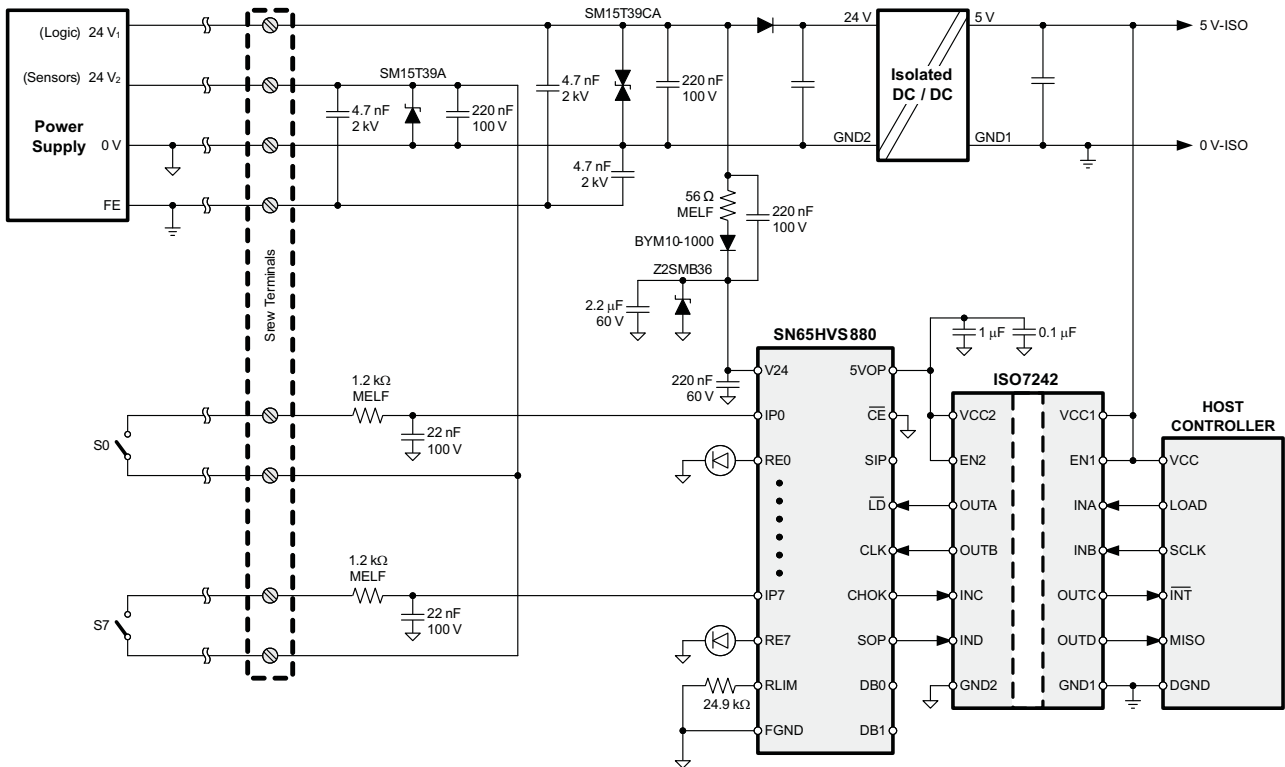 SM15T39CA
(Logic) 24 V1
24 V
5 V
5 V-ISO
(Sensors) 24 V2
SM15T39A
4.7 nF
2 kV
220 nF
100 V
4.7 nF
2 kV
220 nF
100 V
Isolated
DC / DC
Power
Supply
0 V
GND2
GND1
0 V-ISO
4.7 nF
2 kV
FE
56 Ω
MELF
220 nF
100 V
BYM10-1000
Z2SMB36
2.2 μF
60 V
Srew Terminals
SN65HVS880
1 μF
0.1 μF
220 nF
60 V
V24
5VOP
ISO7242
1.2 kΩ
MELF
IP0
CE
VCC2
VCC1
HOST
CONTROLLER
22 nF
100 V
S0
RE0
SIP
EN2
EN1
VCC
LD
OUTA
INA
LOAD
CLK
OUTB
INB
SCLK
1.2 kΩ
MELF
IP7
CHOK
INC
OUTC
INT
22 nF
100 V
S7
RE7
SOP
IND
OUTD
MISO
RLIM
DB0
GND2
GND1
DGND
24.9 kΩ
FGND
DB1